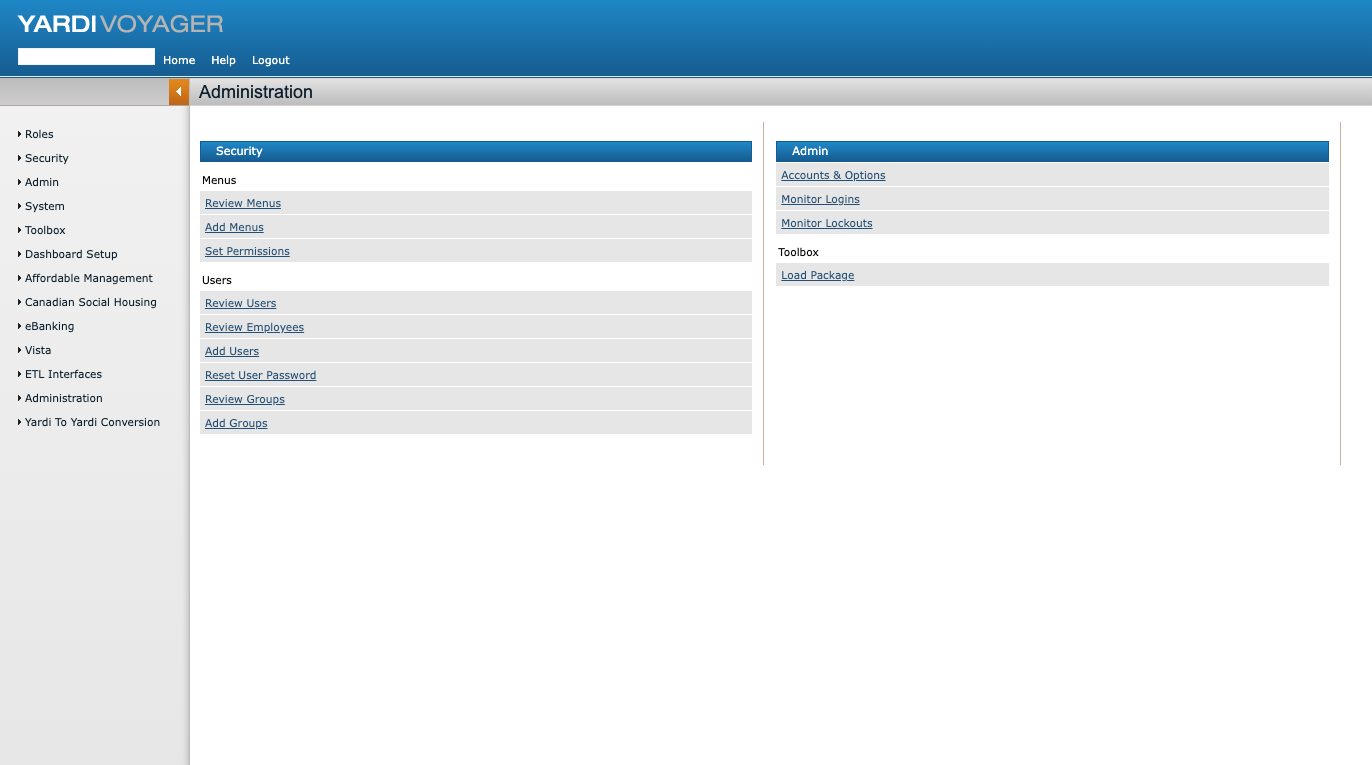 YARDI VOYAGER
Home Help Logout
Administration
Roles
Security
Admin
System
Toolbox
Dashboard Setup
Affordable Management
Canadian Social Housing
eBanking
Vista
ETL Interfaces
Administration
Yardi To Yardi Conversion
Security
Menus
Review Menus
Add Menus
Set Permissions
Users
Review Users
Review Employees
Add Users
Reset User Password
Review Groups
Add Groups
Admin
Accounts & Options
Monitor Logins
Monitor Lockouts
Toolbox
Load Package